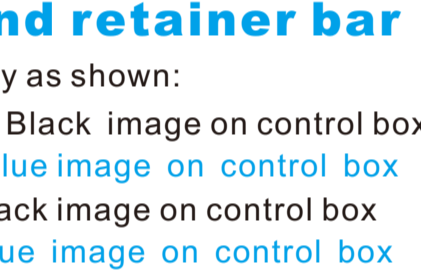 nd retainer bar
y as shown:
Black image on control box
lue image on control box
ack image on control box
ue image on control box